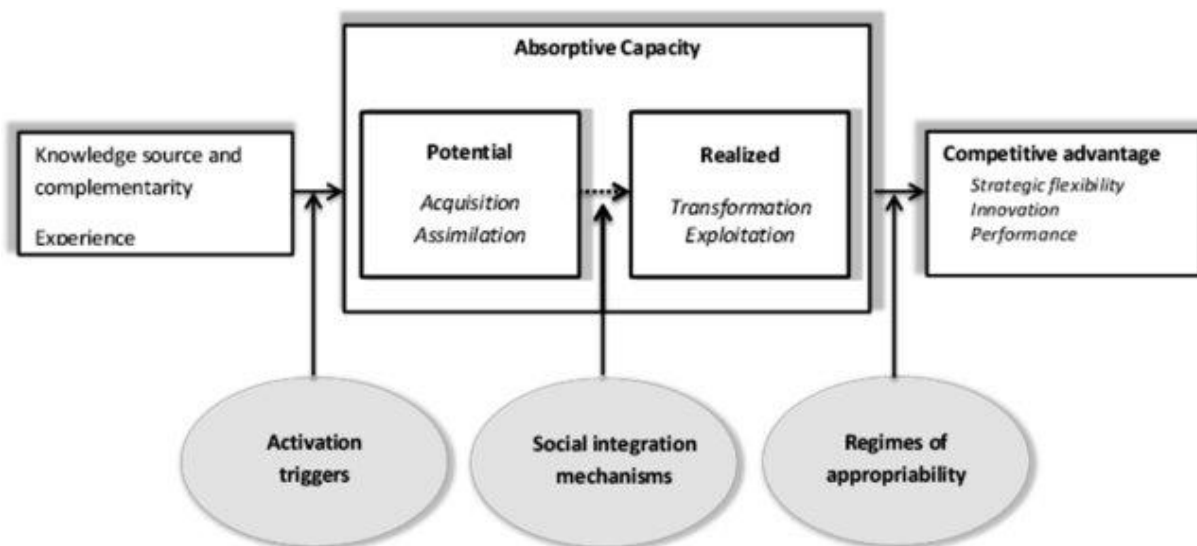 Absorptive Capacity
Knowledge source and
complementarity
Experience
Potential
Acquisition
Assimilation
Realized
Transformation
Exploitation
Competitive advantage
Strategic flexibility
Innovation
Performance
Activation
triggers
Social integration
mechanisms
Regimes of
appropriability